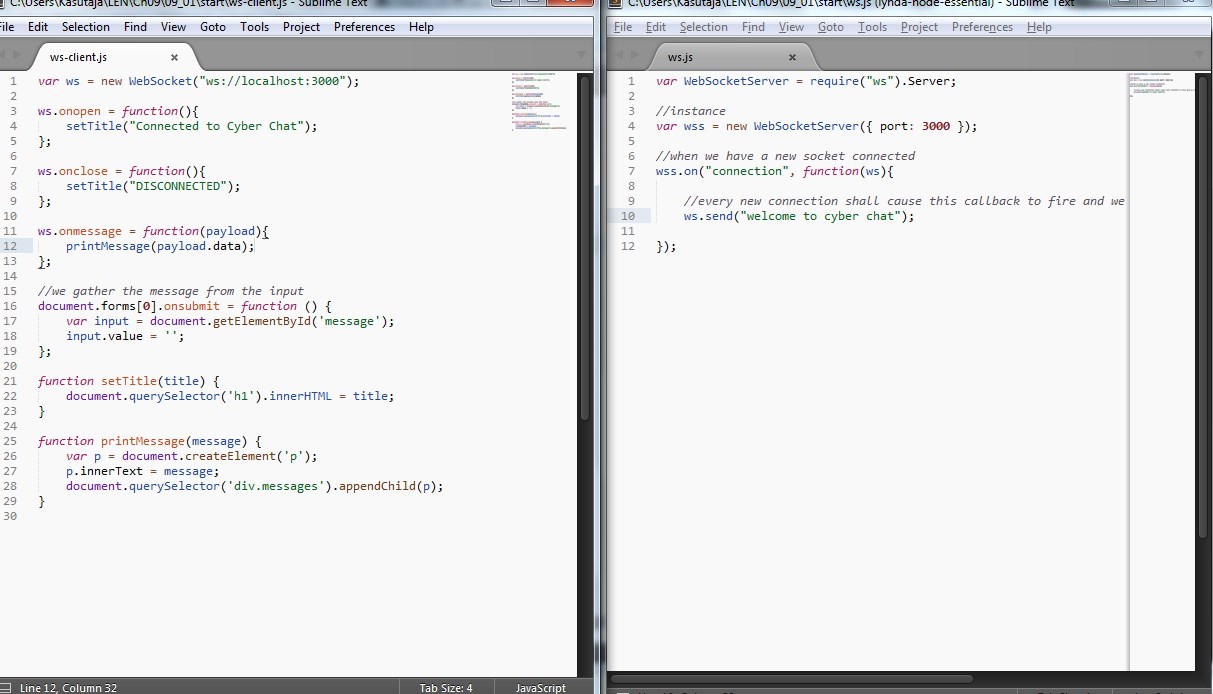 C:\Users\Kasutaja\LEN\Ch09\09_01\start\ws-client.js - Sublime Text
File Edit Selection Find View Goto Tools Project Preferences Help
ws-client.js ×
1 var ws = new WebSocket("ws://localhost:3000");
2
3 ws.onopen = function(){
4     setTitle("Connected to Cyber Chat");
5 };
6
7 ws.onclose = function(){
8     setTitle("DISCONNECTED");
9 };
10
11 ws.onmessage = function(payload){
12     printMessage(payload.data);
13 };
14
15 //we gather the message from the input
16 document.forms[0].onsubmit = function () {
17     var input = document.getElementById('message');
18     input.value = '';
19 };
20
21 function setTitle(title) {
22     document.querySelector('h1').innerHTML = title;
23 }
24
25 function printMessage(message) {
26     var p = document.createElement('p');
27     p.innerText = message;
28     document.querySelector('div.messages').appendChild(p);
29 }
30
Line 12, Column 32 Tab Size: 4 JavaScript
C:\Users\Kasutaja\LEN\Ch09\09_01\start\ws.js (lynda-node-essential) - Sublime Text
File Edit Selection Find View Goto Tools Project Preferences Help
ws.js ×
1 var WebSocketServer = require("ws").Server;
2
3 //instance
4 var wss = new WebSocketServer({ port: 3000 });
5
6 //when we have a new socket connected
7 wss.on("connection", function(ws){
8
9     //every new connection shall cause this callback to fire and we
10     ws.send("welcome to cyber chat");
11
12 });